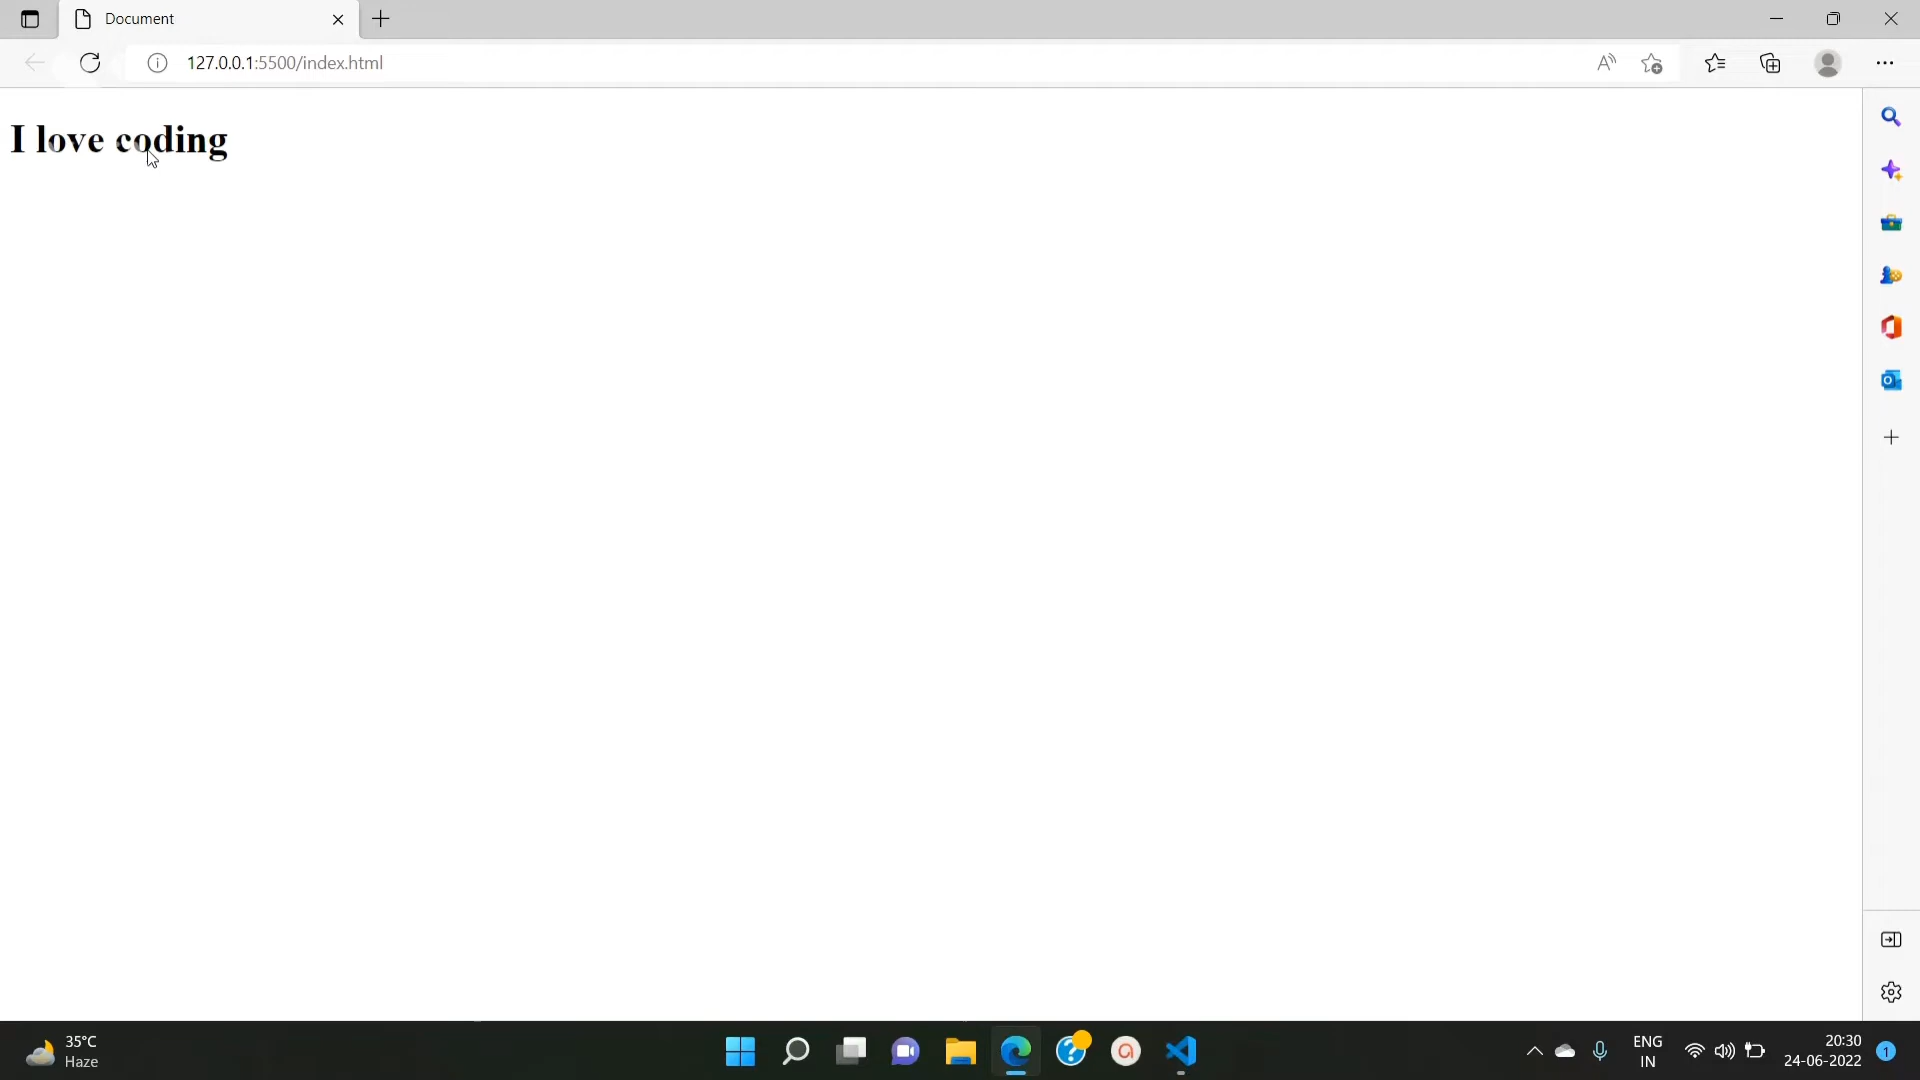 Document
127.0.0.1:5500/index.html
I love coding
35°C
Haze
ENG
IN
20:30
24-06-2022
1